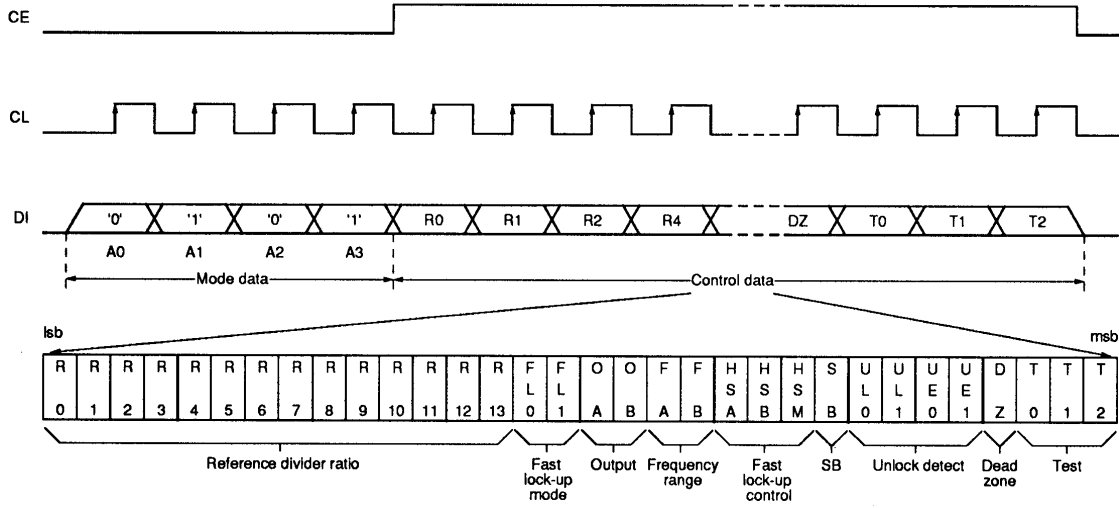 CE
CL
DI '0' '1' '0' '1' R0 R1 R2 R4 DZ T0 T1 T2
A0 A1 A2 A3
Mode data Control data
lsb msb
R R R R R R R R R R R R R R F F O O F F H H H S U U U U D T T T
L L S S S L L E E
0 1 2 3 4 5 6 7 8 9 10 11 12 13 0 1 A B A B A B M B 0 1 0 1 Z 0 1 2
Reference divider ratio Fast Output Frequency Fast SB Unlock detect Dead Test
lock-up range lock-up zone
mode control